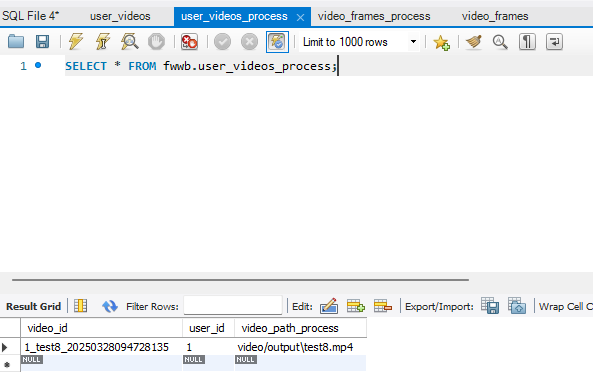 SQL File 4* user_videos user_videos_process × video_frames_process video_frames
Limit to 1000 rows
1 SELECT * FROM fwwb.user_videos_process;
Result Grid Filter Rows: Edit: Export/Import: Wrap Cell C
video_id user_id video_path_process
1_test8_20250328094728135 1 video/output\test8.mp4
NULL NULL NULL